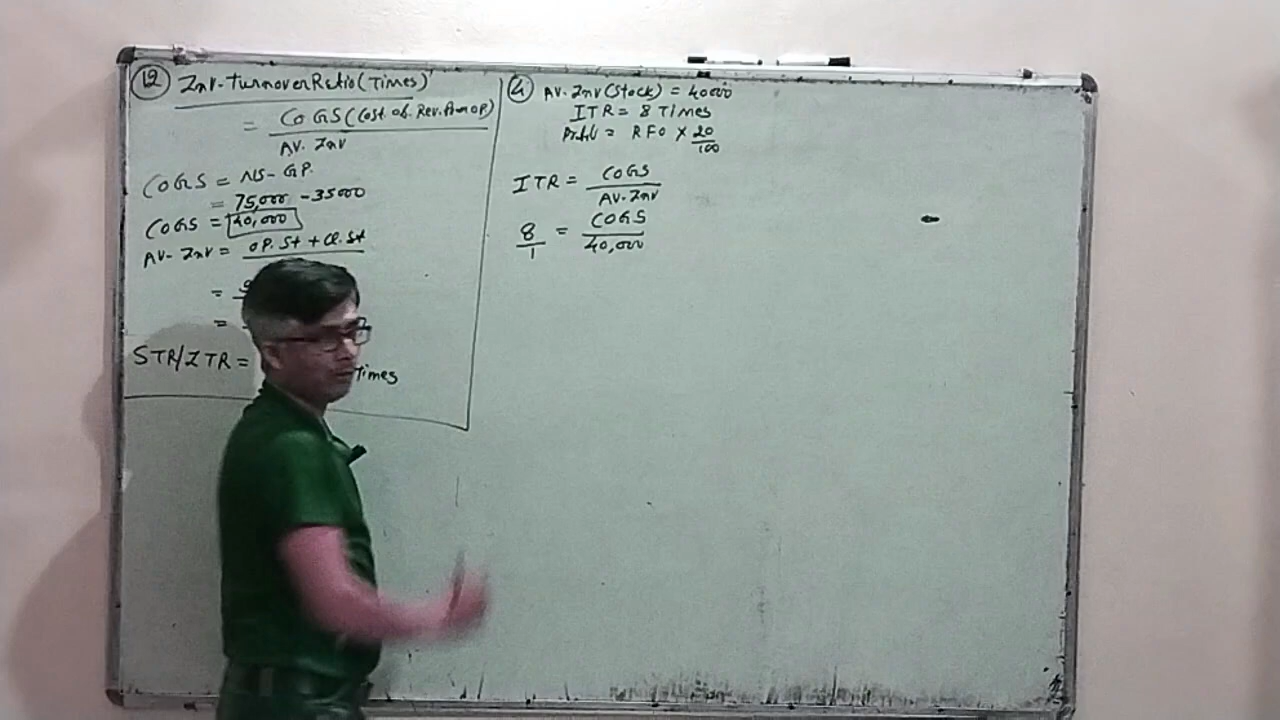 12 Inv-Turnover Ratio (Times)
= COGS (Cost of. Rev. from OP)
AV. Inv
COGS = NS - GP.
= 75,000 - 35000
COGS = 40,000
AV- Inv = OP. St + Cl. St
=
=
STR/ITR =
Times
4 AV. Inv (Stock) = 40000
ITR = 8 Times
Profit = RFO × 20
100
ITR = COGS
AV. Inv
8 = COGS
1 40,000